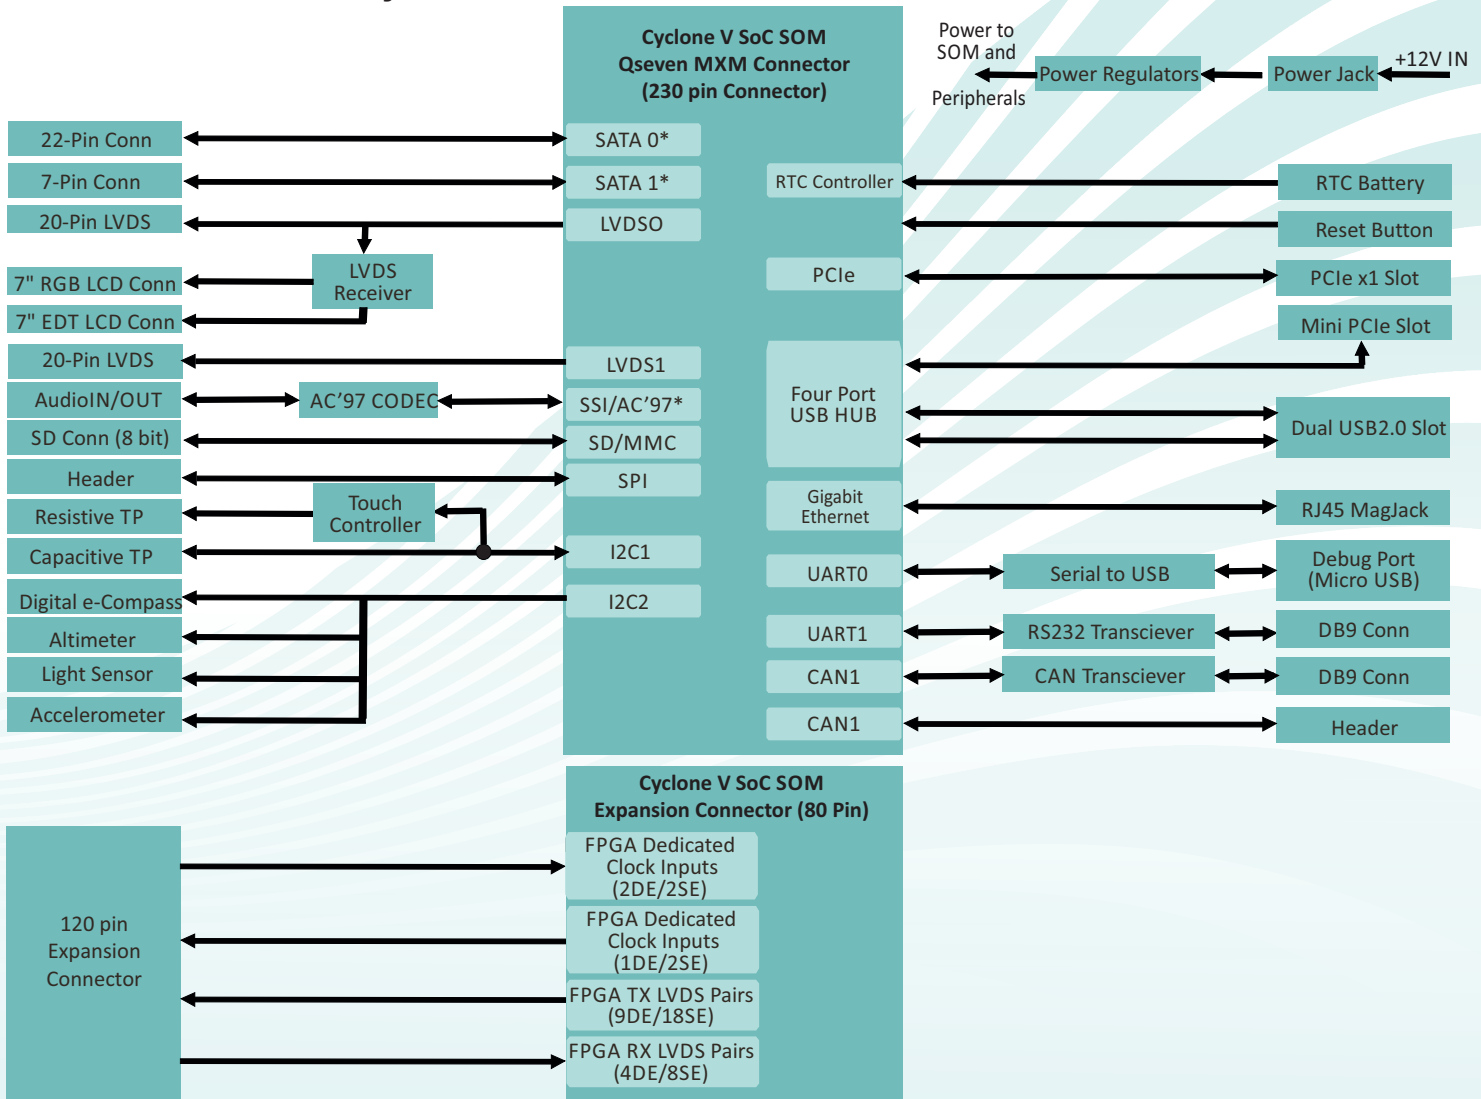 Cyclone V SoC SOM
Qseven MXM Connector
(230 pin Connector)
Power to
SOM and
Peripherals
Power Regulators
Power Jack
+12V IN
22-Pin Conn
SATA 0*
7-Pin Conn
SATA 1*
RTC Controller
RTC Battery
20-Pin LVDS
LVDSO
Reset Button
7" RGB LCD Conn
LVDS
Receiver
PCIe
PCIe x1 Slot
7" EDT LCD Conn
Mini PCIe Slot
20-Pin LVDS
LVDS1
AudioIN/OUT
AC’97 CODEC
SSI/AC’97*
Four Port
USB HUB
Dual USB2.0 Slot
SD Conn (8 bit)
SD/MMC
Header
SPI
Resistive TP
Touch
Controller
Gigabit
Ethernet
RJ45 MagJack
Capacitive TP
I2C1
UART0
Serial to USB
Debug Port
(Micro USB)
Digital e-Compass
I2C2
Altimeter
UART1
RS232 Transciever
DB9 Conn
Light Sensor
CAN1
CAN Transciever
DB9 Conn
Accelerometer
CAN1
Header
Cyclone V SoC SOM
Expansion Connector (80 Pin)
120 pin
Expansion
Connector
FPGA Dedicated
Clock Inputs
(2DE/2SE)
FPGA Dedicated
Clock Inputs
(1DE/2SE)
FPGA TX LVDS Pairs
(9DE/18SE)
FPGA RX LVDS Pairs
(4DE/8SE)